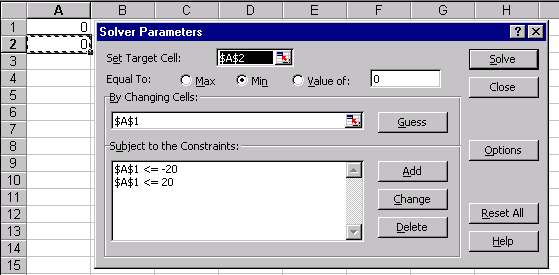 A B C D E F G H
1 0
2 0
3
4
5
6
7
8
9
10
11
12
13
14
15
Solver Parameters ? ×
Set Target Cell: $A$2 Solve
Equal To: Max Min Value of: 0 Close
By Changing Cells:
$A$1 Guess
Subject to the Constraints: Options
$A$1 <= -20 Add
$A$1 <= 20
Change
Delete
Reset All
Help